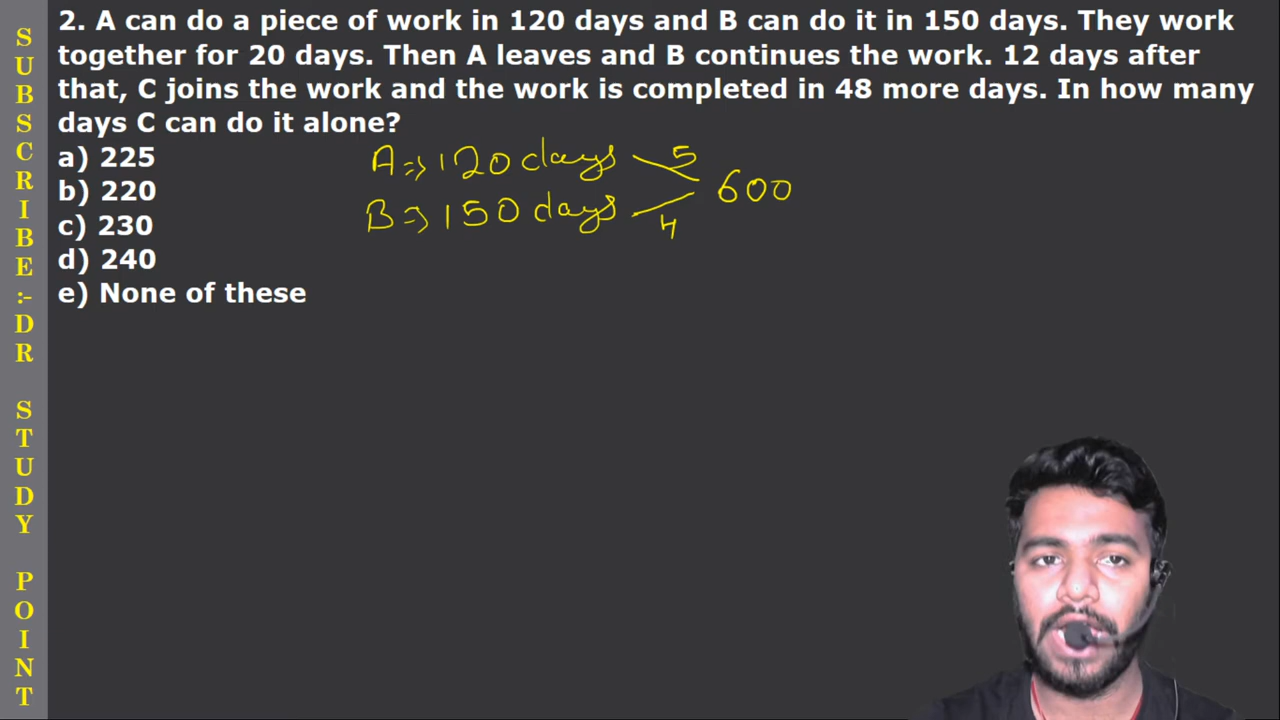 SUBSCRIBE:-DR STUDY POINT
2. A can do a piece of work in 120 days and B can do it in 150 days. They work
together for 20 days. Then A leaves and B continues the work. 12 days after
that, C joins the work and the work is completed in 48 more days. In how many
days C can do it alone?
a) 225
b) 220
c) 230
d) 240
e) None of these
A => 120 days 5
600
B => 150 days 4